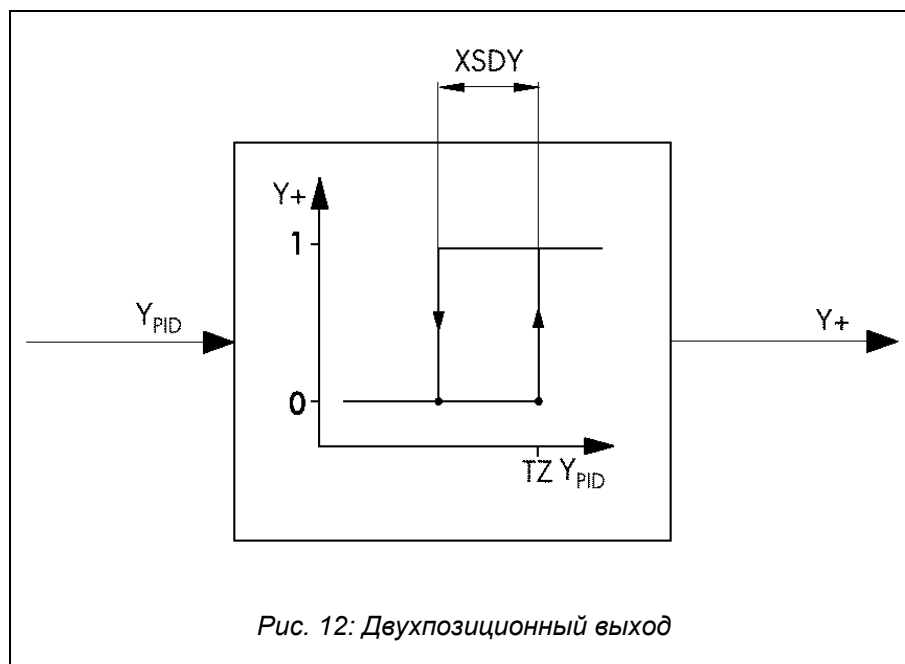 XSDY
Y+
1
Y_PID
Y+
0
TZ Y_PID
Рис. 12: Двухпозиционный выход